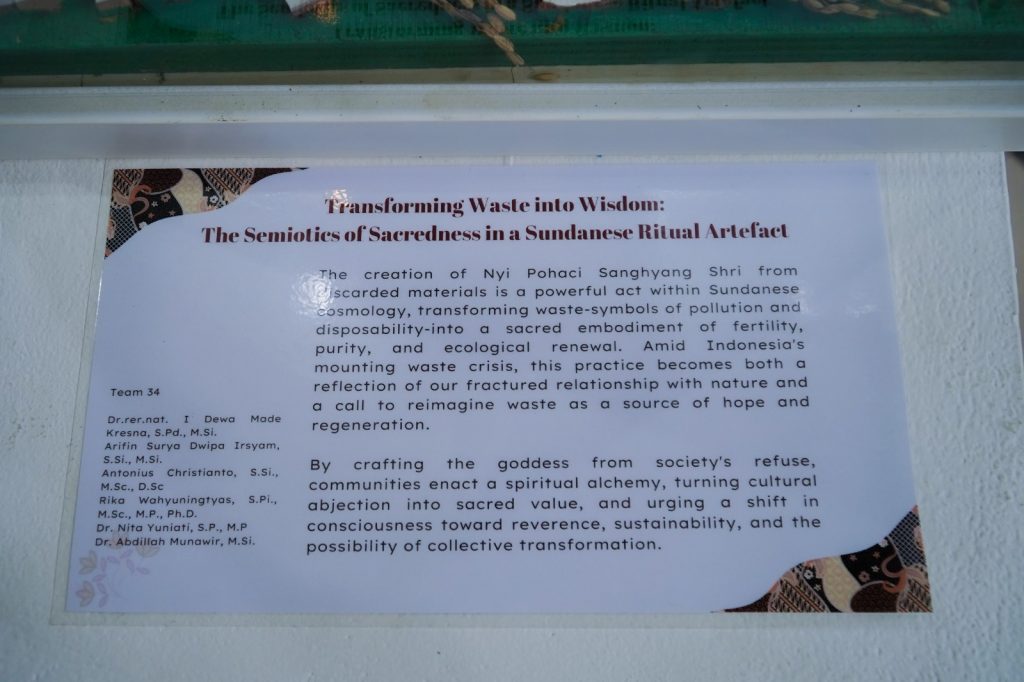 Transforming Waste into Wisdom:
The Semiotics of Sacredness in a Sundanese Ritual Artefact
The creation of Nyi Pohaci Sanghyang Shri from
discarded materials is a powerful act within Sundanese
cosmology, transforming waste-symbols of pollution and
disposability-into a sacred embodiment of fertility,
purity, and ecological renewal. Amid Indonesia's
mounting waste crisis, this practice becomes both a
reflection of our fractured relationship with nature and
a call to reimagine waste as a source of hope and
regeneration.
By crafting the goddess from society's refuse,
communities enact a spiritual alchemy, turning cultural
abjection into sacred value, and urging a shift in
consciousness toward reverence, sustainability, and the
possibility of collective transformation.
Team 34
Dr.rer.nat. I Dewa Made
Kresna, S.Pd., M.Si.
Arifin Surya Dwipa Irsyam,
S.Si., M.Si.
Antonius Christianto, S.Si.,
M.Sc., D.Sc
Rika Wahyuningtyas, S.Pi.,
M.Sc., M.P., Ph.D.
Dr. Nita Yuniati, S.P., M.P
Dr. Abdillah Munawir, M.Si.